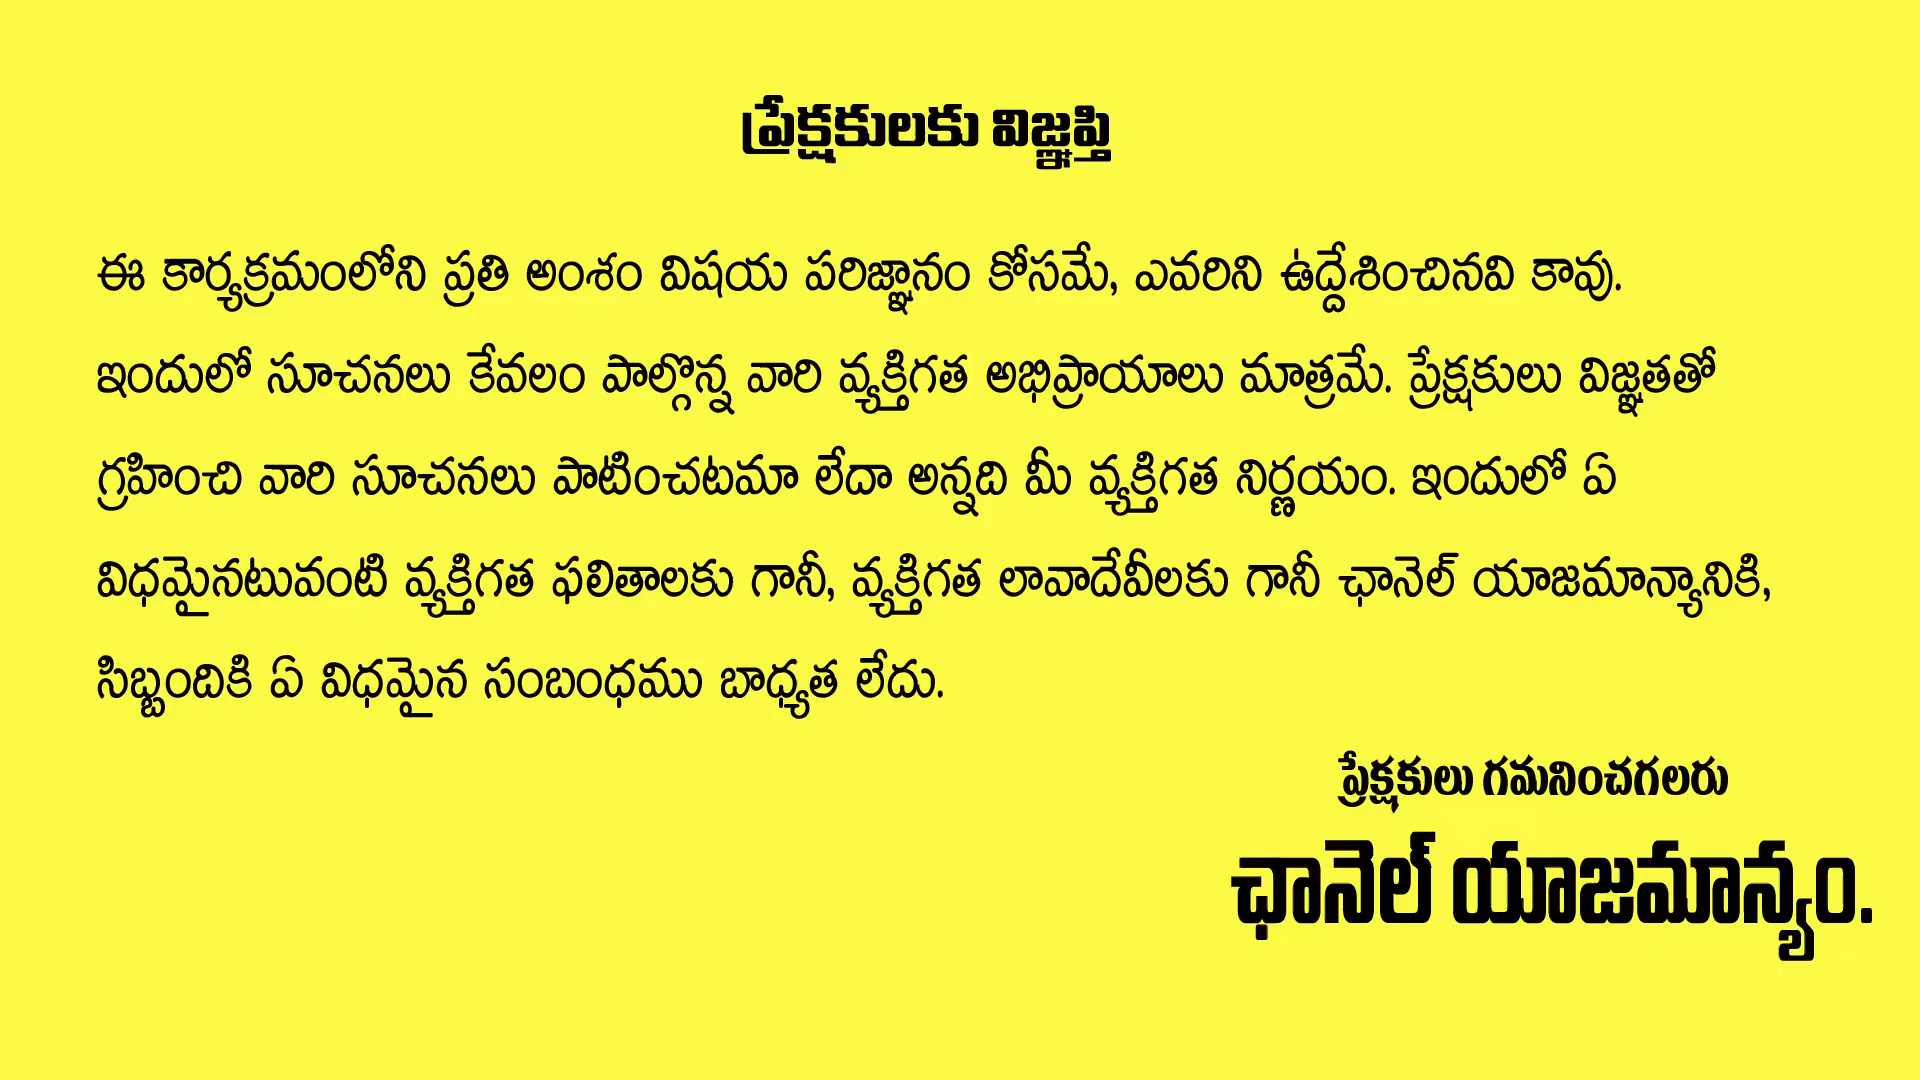 ప్రేక్షకులకు విజ్ఞప్తి
ఈ కార్యక్రమంలోని ప్రతి అంశం విషయ పరిజ్ఞానం కోసమే, ఎవరిని ఉద్దేశించినవి కావు.
ఇందులో సూచనలు కేవలం పాల్గొన్న వారి వ్యక్తిగత అభిప్రాయాలు మాత్రమే. ప్రేక్షకులు విజ్ఞతతో
గ్రహించి వారి సూచనలు పాటించటమా లేదా అన్నది మీ వ్యక్తిగత నిర్ణయం. ఇందులో ఏ
విధమైనటువంటి వ్యక్తిగత ఫలితాలకు గానీ, వ్యక్తిగత లావాదేవీలకు గానీ ఛానెల్ యాజమాన్యానికి,
సిబ్బందికి ఏ విధమైన సంబంధము బాధ్యత లేదు.
ప్రేక్షకులు గమనించగలరు
ఛానెల్ యాజమాన్యం.